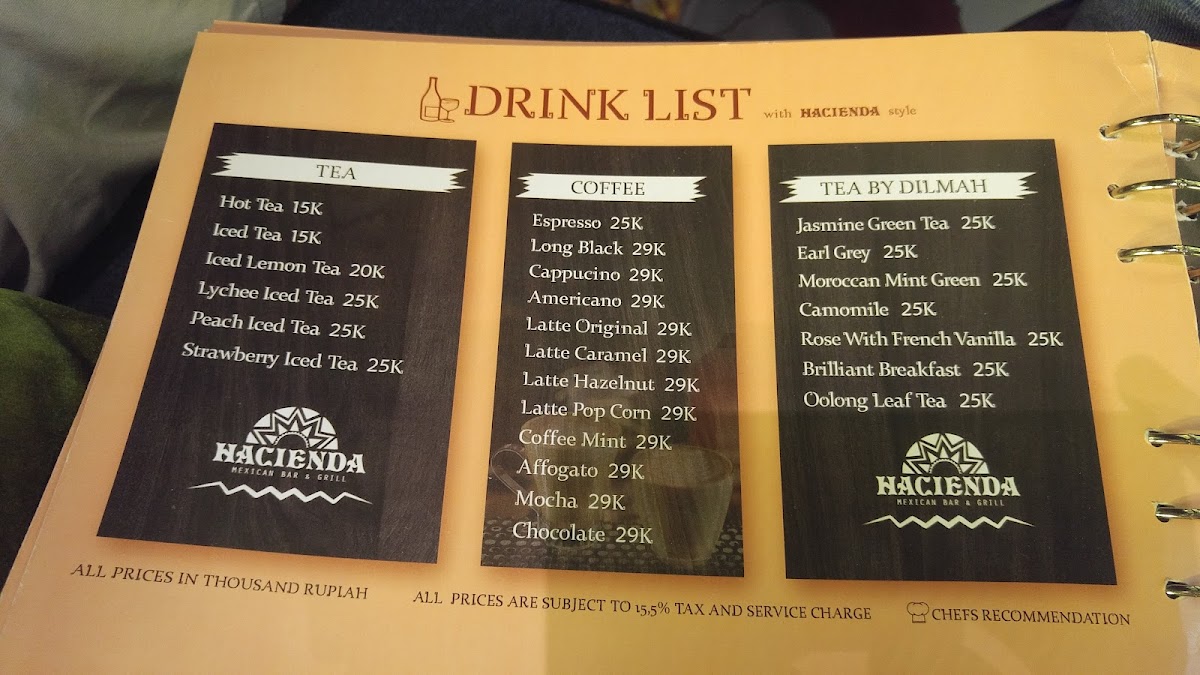 DRINK LIST with HACIENDA style
TEA
Hot Tea 15K
Iced Tea 15K
Iced Lemon Tea 20K
Lychee Iced Tea 25K
Peach Iced Tea 25K
Strawberry Iced Tea 25K
HACIENDA
MEXICAN BAR & GRILL
COFFEE
Espresso 25K
Long Black 29K
Cappucino 29K
Americano 29K
Latte Original 29K
Latte Caramel 29K
Latte Hazelnut 29K
Latte Pop Corn 29K
Coffee Mint 29K
Affogato 29K
Mocha 29K
Chocolate 29K
TEA BY DILMAH
Jasmine Green Tea 25K
Earl Grey 25K
Moroccan Mint Green 25K
Camomile 25K
Rose With French Vanilla 25K
Brilliant Breakfast 25K
Oolong Leaf Tea 25K
HACIENDA
MEXICAN BAR & GRILL
ALL PRICES IN THOUSAND RUPIAH
ALL PRICES ARE SUBJECT TO 15,5% TAX AND SERVICE CHARGE
CHEFS RECOMMENDATION